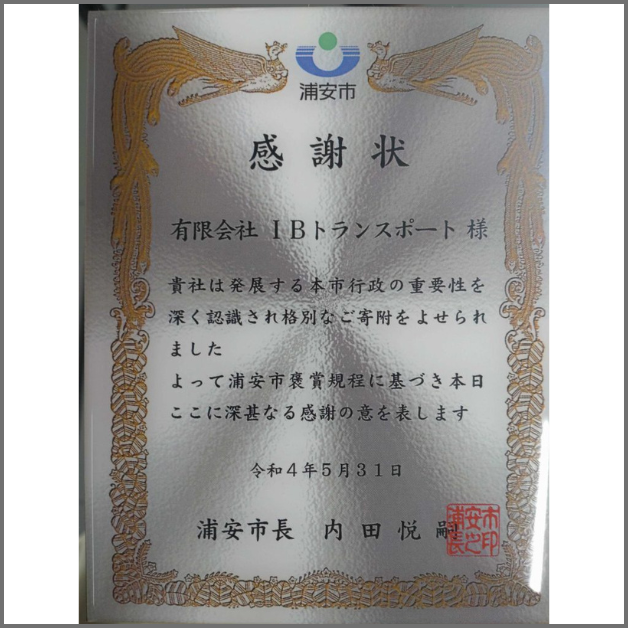 浦安市
感謝状
有限会社 ＩＢトランスポート 様
貴社は発展する本市行政の重要性を
深く認識され格別なご寄附をよせられ
ました
よって浦安市褒賞規程に基づき本日
ここに深甚なる感謝の意を表します
令和４年５月３１日
浦安市長 内田悦嗣
浦安市長之印